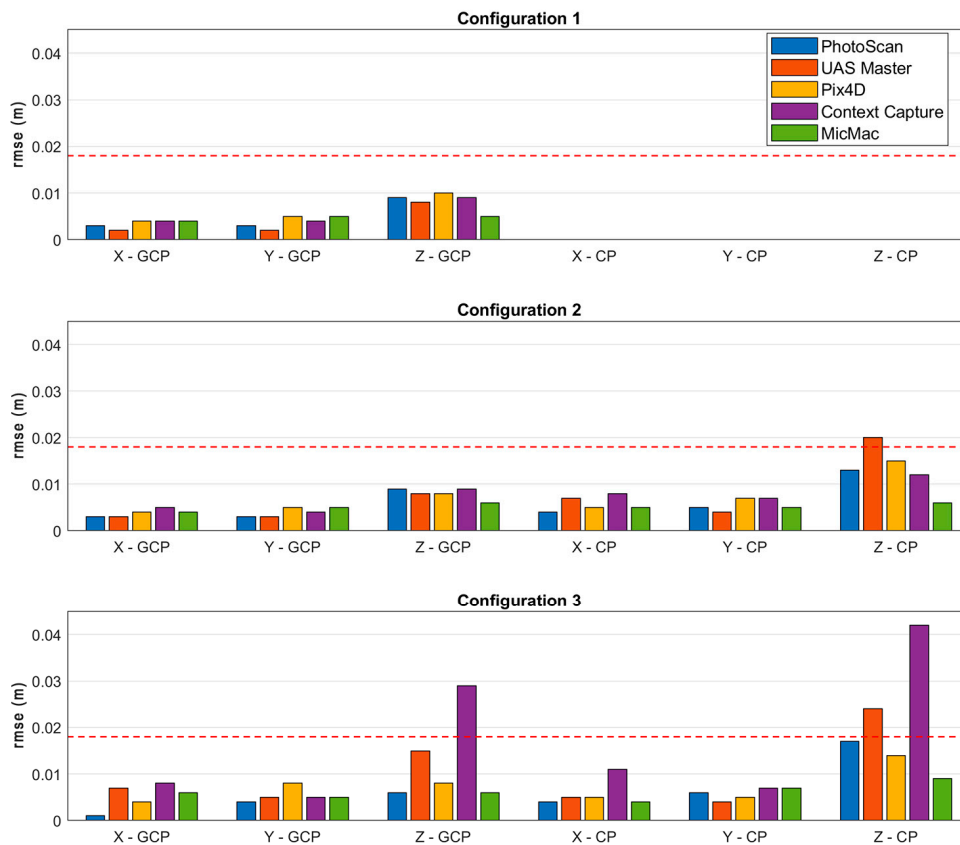 Configuration 1
rmse (m)
0.04
0.03
0.02
0.01
0
PhotoScan
UAS Master
Pix4D
Context Capture
MicMac
X - GCP Y - GCP Z - GCP X - CP Y - CP Z - CP
Configuration 2
rmse (m)
0.04
0.03
0.02
0.01
0
X - GCP Y - GCP Z - GCP X - CP Y - CP Z - CP
Configuration 3
rmse (m)
0.04
0.03
0.02
0.01
0
X - GCP Y - GCP Z - GCP X - CP Y - CP Z - CP